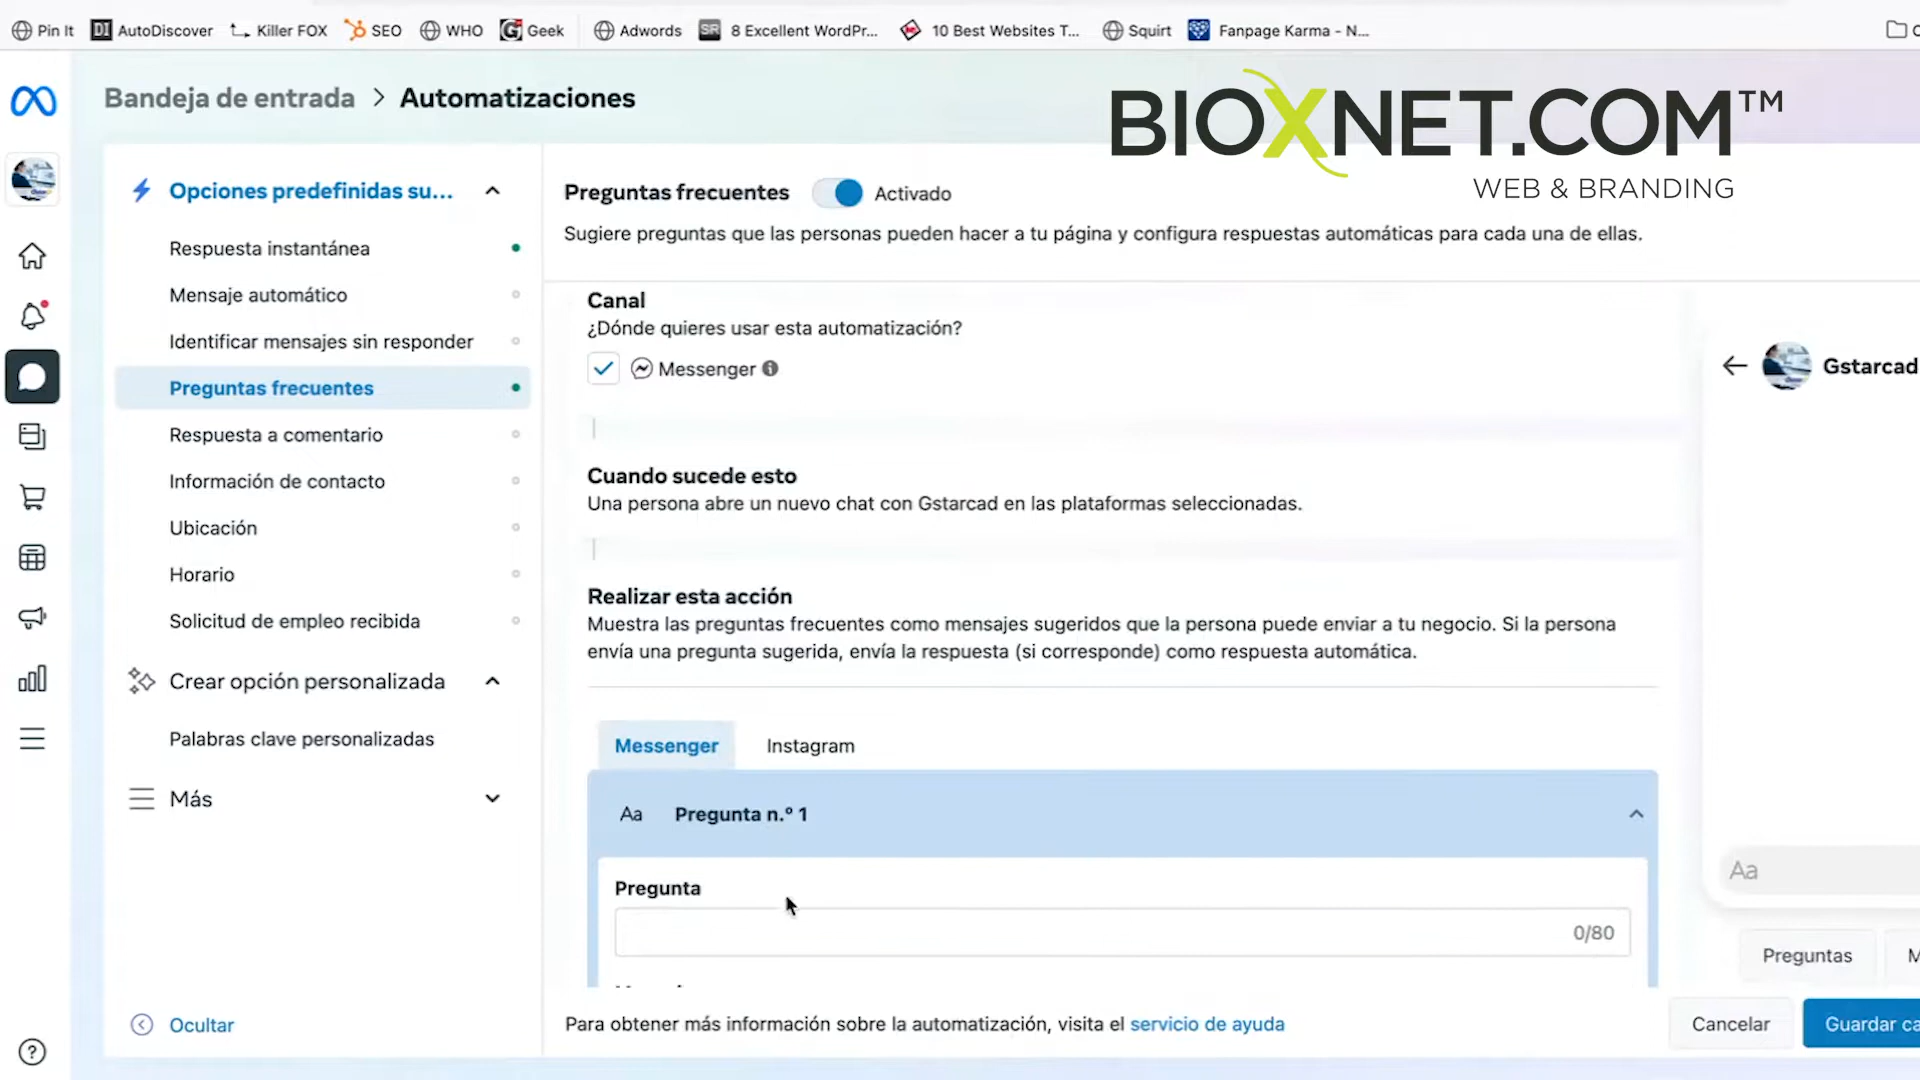 Pin It AutoDiscover Killer FOX SEO WHO Geek Adwords 8 Excellent WordPr... 10 Best Websites T... Squirt Fanpage Karma - N...
Bandeja de entrada > Automatizaciones
BIOXNET.COM™
WEB & BRANDING
Opciones predefinidas su...
Respuesta instantánea
Mensaje automático
Identificar mensajes sin responder
Preguntas frecuentes
Respuesta a comentario
Información de contacto
Ubicación
Horario
Solicitud de empleo recibida
Crear opción personalizada
Palabras clave personalizadas
Más
Ocultar
Preguntas frecuentes Activado
Sugiere preguntas que las personas pueden hacer a tu página y configura respuestas automáticas para cada una de ellas.
Canal
¿Dónde quieres usar esta automatización?
Messenger
Cuando sucede esto
Una persona abre un nuevo chat con Gstarcad en las plataformas seleccionadas.
Realizar esta acción
Muestra las preguntas frecuentes como mensajes sugeridos que la persona puede enviar a tu negocio. Si la persona
envía una pregunta sugerida, envía la respuesta (si corresponde) como respuesta automática.
Messenger Instagram
Aa Pregunta n.º 1
Pregunta
0/80
Para obtener más información sobre la automatización, visita el servicio de ayuda
Gstarcad
Aa
Preguntas
Cancelar Guardar